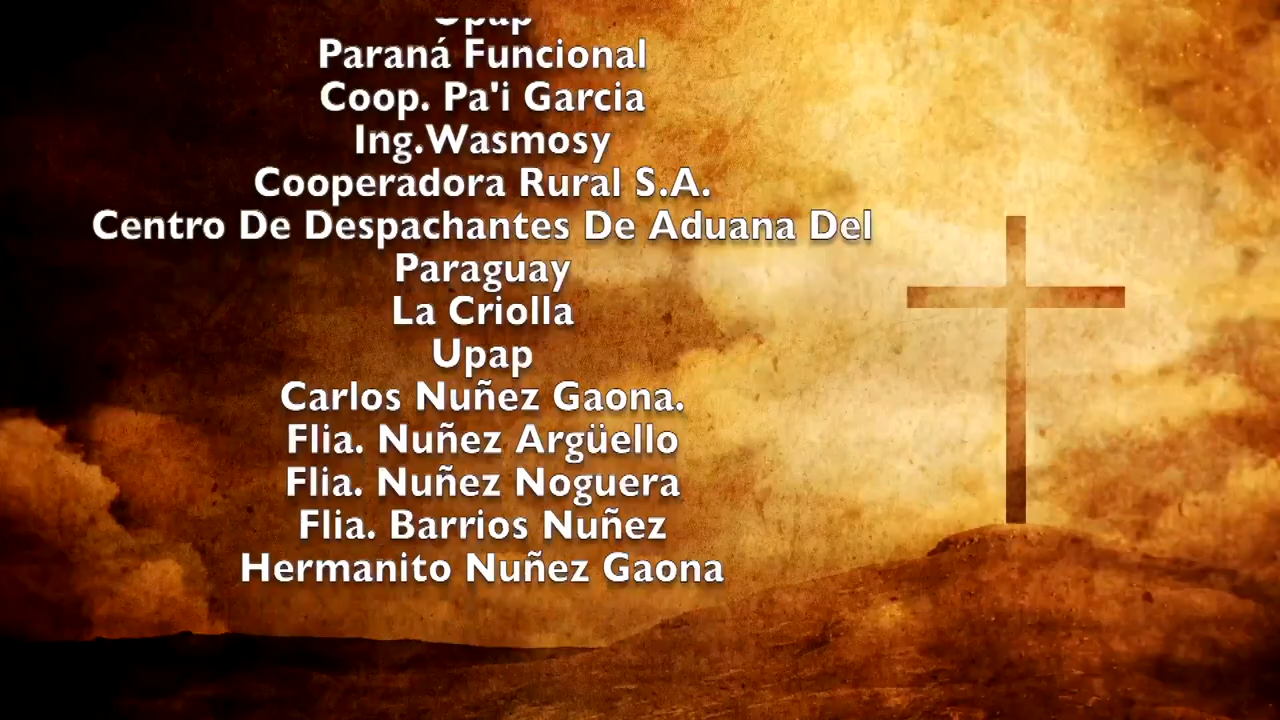 Upap
Paraná Funcional
Coop. Pa'i Garcia
Ing.Wasmosy
Cooperadora Rural S.A.
Centro De Despachantes De Aduana Del
Paraguay
La Criolla
Upap
Carlos Nuñez Gaona.
Flia. Nuñez Argüello
Flia. Nuñez Noguera
Flia. Barrios Nuñez
Hermanito Nuñez Gaona